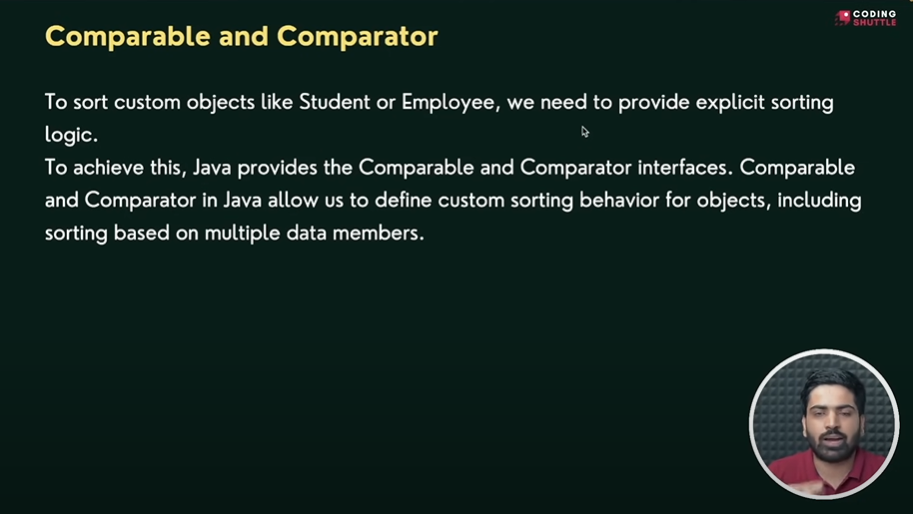 CODING
SHUTTLE
Comparable and Comparator
To sort custom objects like Student or Employee, we need to provide explicit sorting
logic.
To achieve this, Java provides the Comparable and Comparator interfaces. Comparable
and Comparator in Java allow us to define custom sorting behavior for objects, including
sorting based on multiple data members.